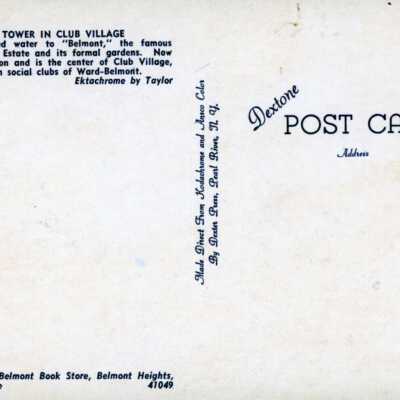 TOWER IN CLUB VILLAGE
ed water to "Belmont," the famous
Estate and its formal gardens. Now
on and is the center of Club Village,
n social clubs of Ward-Belmont.
Ektachrome by Taylor
Made Direct From Kodachrome and Ansco Color
By Dexter Press, Pearl River, N. Y.
Dextone
POST CA
Address
Belmont Book Store, Belmont Heights,
e
41049